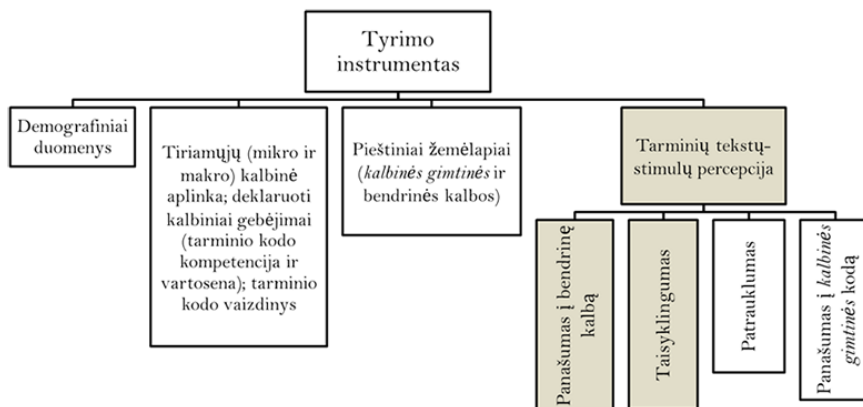 Tyrimo
instrumentas
Demografiniai
duomenys
Tiriamųjų (mikro ir
makro) kalbinė
aplinka; deklaruoti
kalbiniai gebėjimai
(tarminio kodo
kompetencija ir
vartosena); tarminio
kodo vaizdinys
Pieštiniai žemėlapiai
(kalbinės gimtinės ir
bendrinės kalbos)
Tarminių tekstų-
stimulų percepcija
Panašumas į bendrinę
kalbą
Taisyklingumas
Patrauklumas
Panašumas į kalbinės
gimtinės kodą